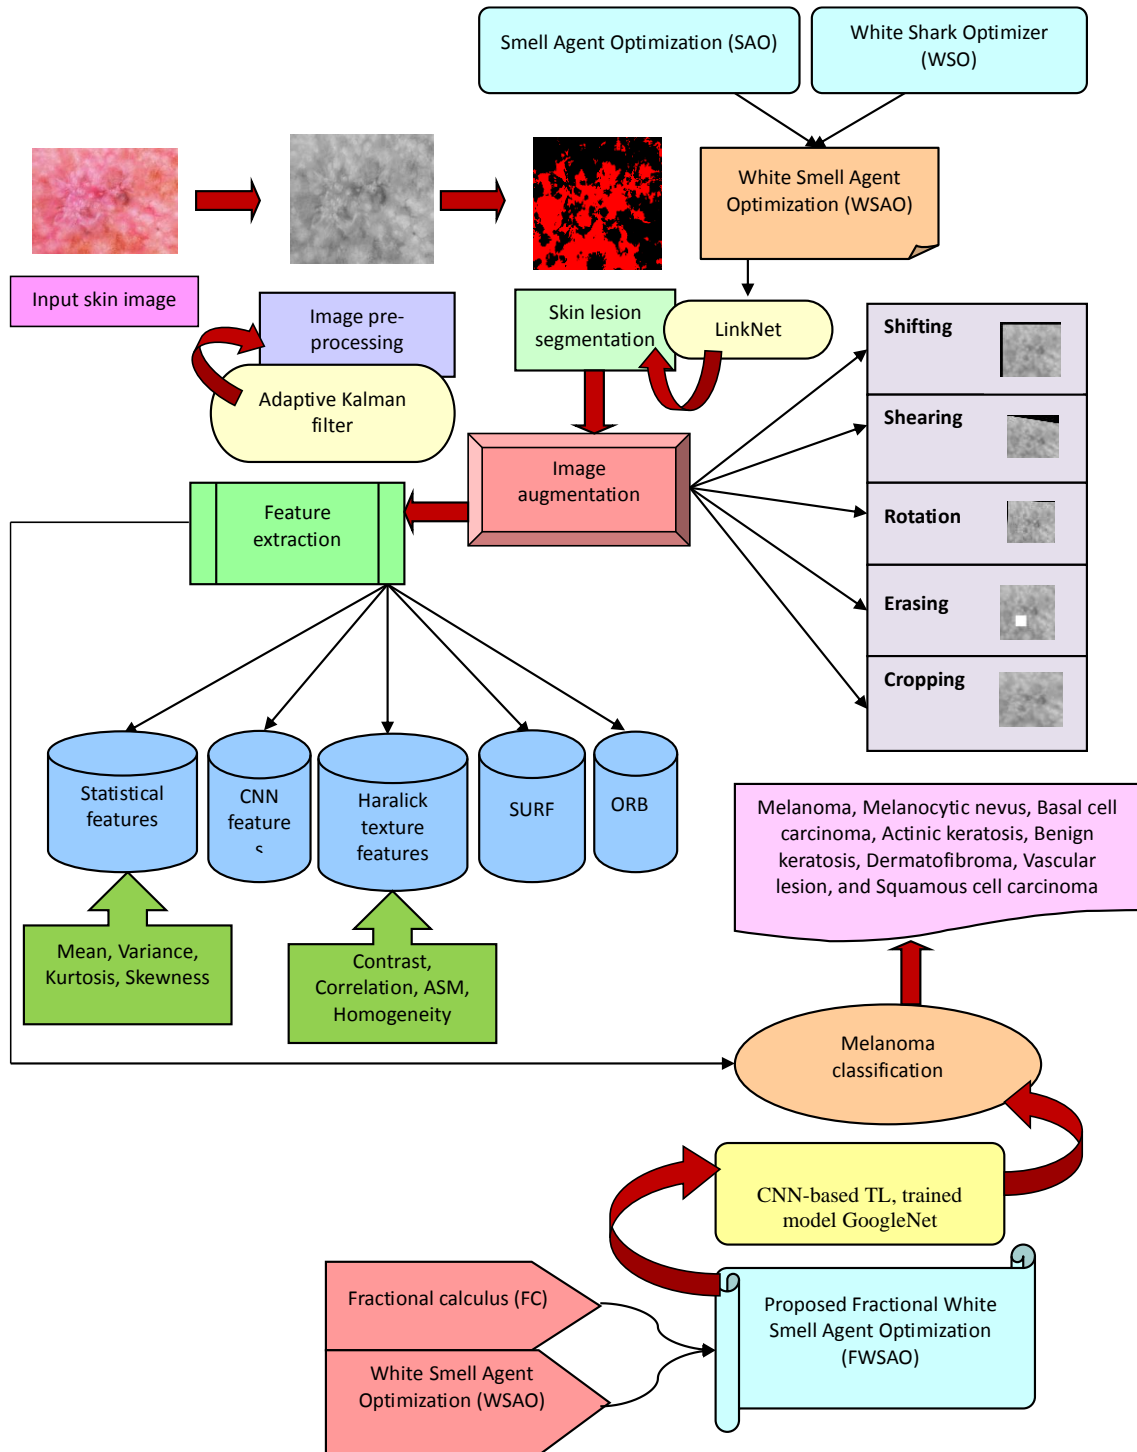 Smell Agent Optimization (SAO)
White Shark Optimizer
(WSO)
White Smell Agent
Optimization (WSAO)
Input skin image
Image pre-
processing
Adaptive Kalman
filter
Skin lesion
segmentation
LinkNet
Shifting
Shearing
Rotation
Erasing
Cropping
Image
augmentation
Feature
extraction
Statistical
features
CNN
feature
s
Haralick
texture
features
SURF
ORB
Mean, Variance,
Kurtosis, Skewness
Contrast,
Correlation, ASM,
Homogeneity
Melanoma, Melanocytic nevus, Basal cell
carcinoma, Actinic keratosis, Benign
keratosis, Dermatofibroma, Vascular
lesion, and Squamous cell carcinoma
Melanoma
classification
CNN-based TL, trained
model GoogleNet
Fractional calculus (FC)
White Smell Agent
Optimization (WSAO)
Proposed Fractional White
Smell Agent Optimization
(FWSAO)